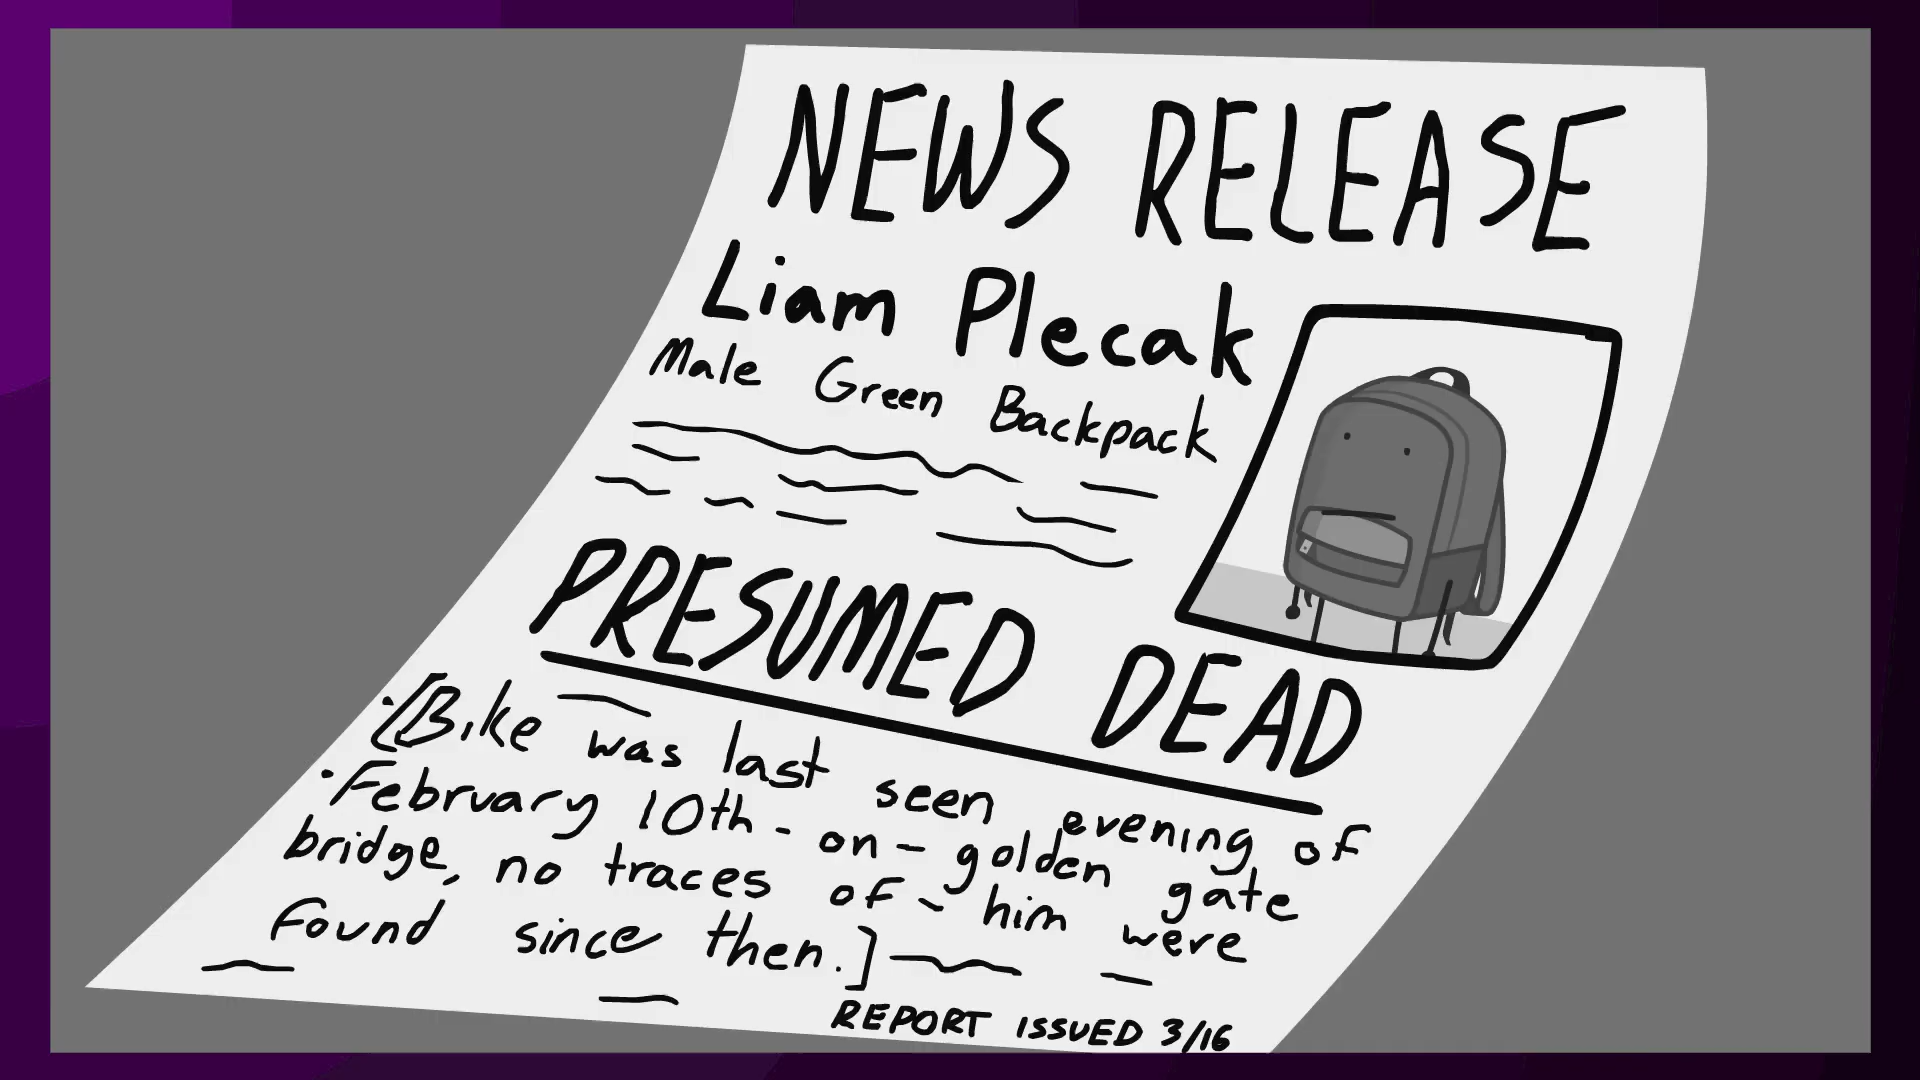 NEWS RELEASE
Liam Plecak
Male Green Backpack
PRESUMED DEAD
·[Bike was last seen evening of
·February 10th - on - golden gate
bridge, no traces of - him were
found since then.]
REPORT ISSUED 3/16